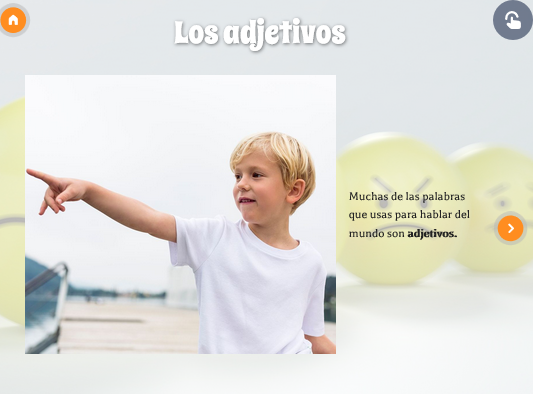 Los adjetivos
Muchas de las palabras
que usas para hablar del
mundo son adjetivos.